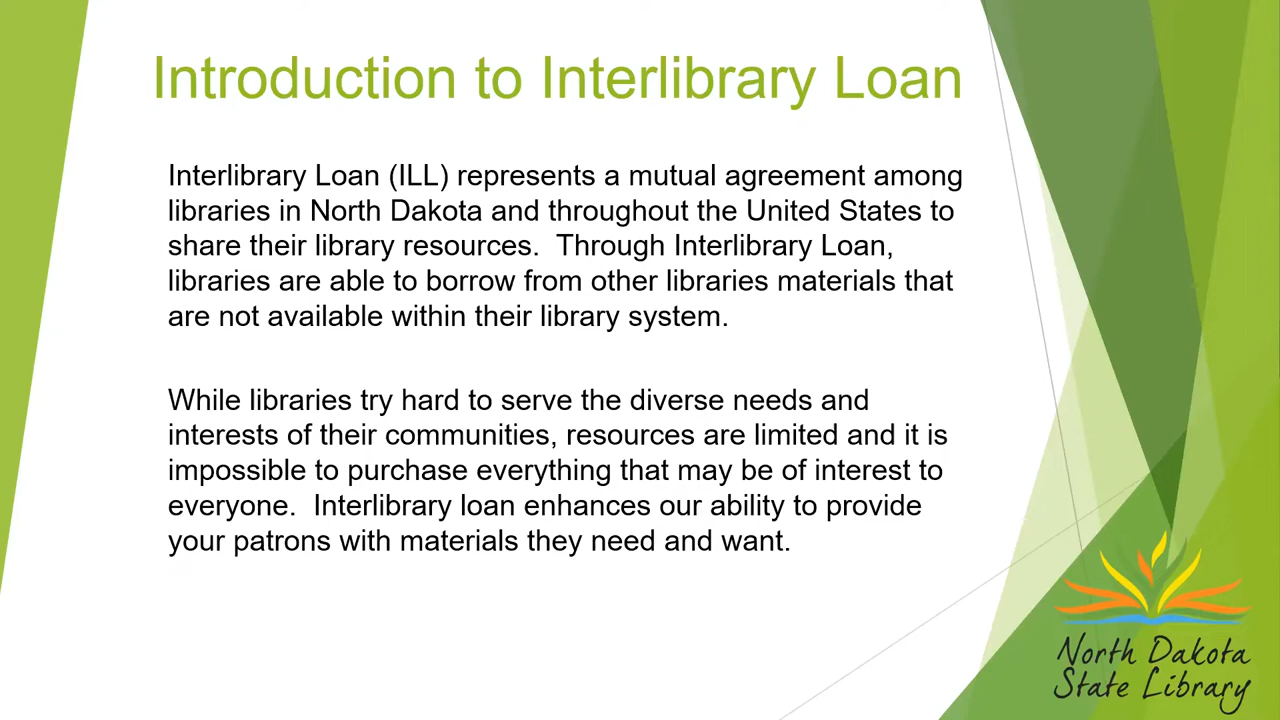 Introduction to Interlibrary Loan
Interlibrary Loan (ILL) represents a mutual agreement among
libraries in North Dakota and throughout the United States to
share their library resources.  Through Interlibrary Loan,
libraries are able to borrow from other libraries materials that
are not available within their library system.
While libraries try hard to serve the diverse needs and
interests of their communities, resources are limited and it is
impossible to purchase everything that may be of interest to
everyone.  Interlibrary loan enhances our ability to provide
your patrons with materials they need and want.
North Dakota
State Library